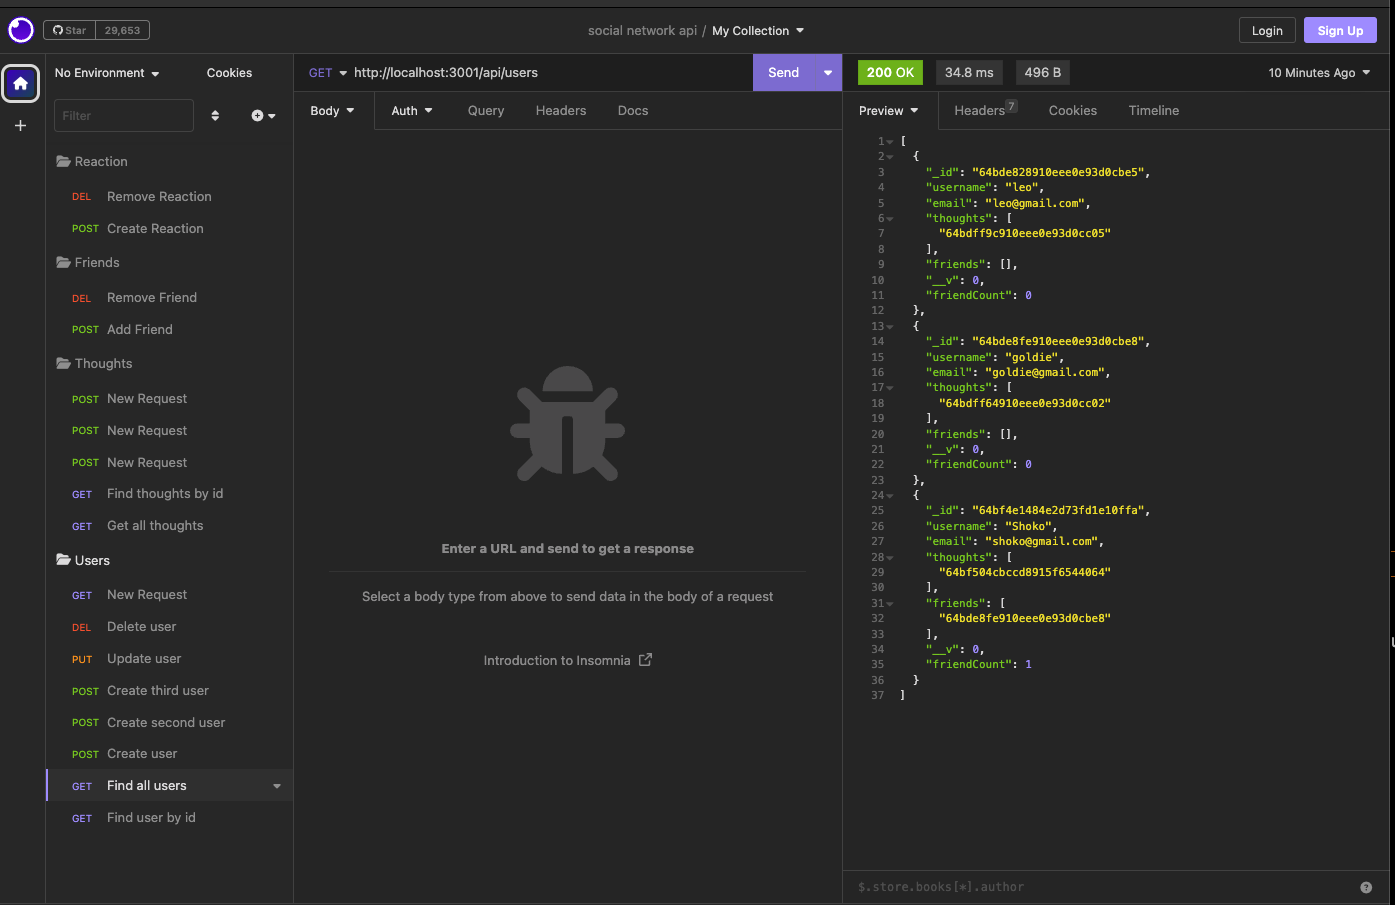 Star 29,653
social network api / My Collection
Login
Sign Up
No Environment
Cookies
Filter
Reaction
DEL Remove Reaction
POST Create Reaction
Friends
DEL Remove Friend
POST Add Friend
Thoughts
POST New Request
POST New Request
POST New Request
GET Find thoughts by id
GET Get all thoughts
Users
GET New Request
DEL Delete user
PUT Update user
POST Create third user
POST Create second user
POST Create user
GET Find all users
GET Find user by id
GET http://localhost:3001/api/users
Send
Body Auth Query Headers Docs
Enter a URL and send to get a response
Select a body type from above to send data in the body of a request
Introduction to Insomnia
200 OK 34.8 ms 496 B
10 Minutes Ago
Preview Headers 7 Cookies Timeline
1 [
2 {
3 "_id": "64bde828910eee0e93d0cbe5",
4 "username": "leo",
5 "email": "leo@gmail.com",
6 "thoughts": [
7 "64bdff9c910eee0e93d0cc05"
8 ],
9 "friends": [],
10 "__v": 0,
11 "friendCount": 0
12 },
13 {
14 "_id": "64bde8fe910eee0e93d0cbe8",
15 "username": "goldie",
16 "email": "goldie@gmail.com",
17 "thoughts": [
18 "64bdff64910eee0e93d0cc02"
19 ],
20 "friends": [],
21 "__v": 0,
22 "friendCount": 0
23 },
24 {
25 "_id": "64bf4e1484e2d73fd1e10ffa",
26 "username": "Shoko",
27 "email": "shoko@gmail.com",
28 "thoughts": [
29 "64bf504cbccd8915f6544064"
30 ],
31 "friends": [
32 "64bde8fe910eee0e93d0cbe8"
33 ],
34 "__v": 0,
35 "friendCount": 1
36 }
37 ]
$.store.books[*].author